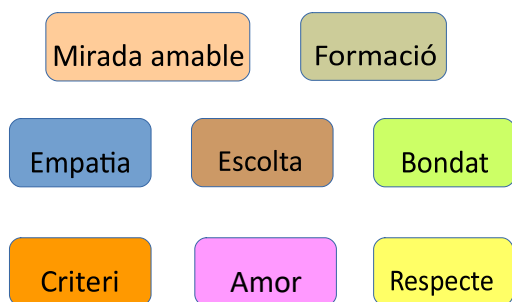 Mirada amable
Formació
Empatia
Escolta
Bondat
Criteri
Amor
Respecte